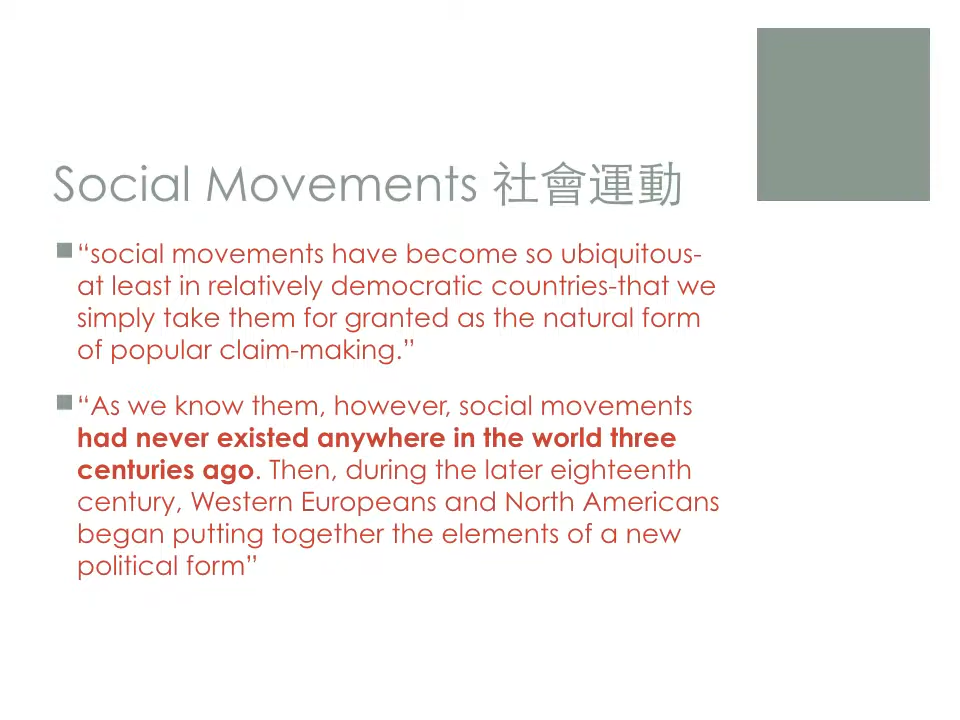 Social Movements 社會運動
“social movements have become so ubiquitous-
at least in relatively democratic countries-that we
simply take them for granted as the natural form
of popular claim-making.”
“As we know them, however, social movements
had never existed anywhere in the world three
centuries ago. Then, during the later eighteenth
century, Western Europeans and North Americans
began putting together the elements of a new
political form”